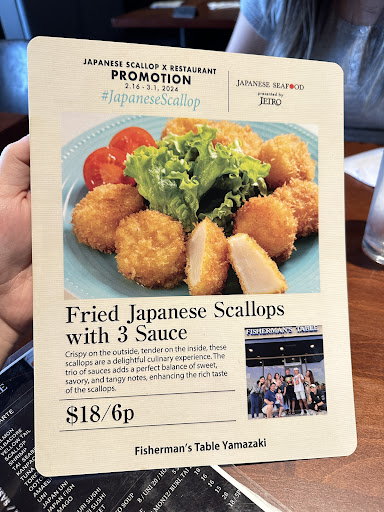 JAPANESE SCALLOP X RESTAURANT
PROMOTION
2.16 - 3.1, 2024
#JapaneseScallop
JAPANESE SEAFOOD
presented by
JETRO
Fried Japanese Scallops
with 3 Sauce
Crispy on the outside, tender on the inside, these
scallops are a delightful culinary experience. The
trio of sauces adds a perfect balance of sweet,
savory, and tangy notes, enhancing the rich taste
of the scallops.
$18/6p
FISHERMAN'S TABLE
Fisherman's Table Yamazaki